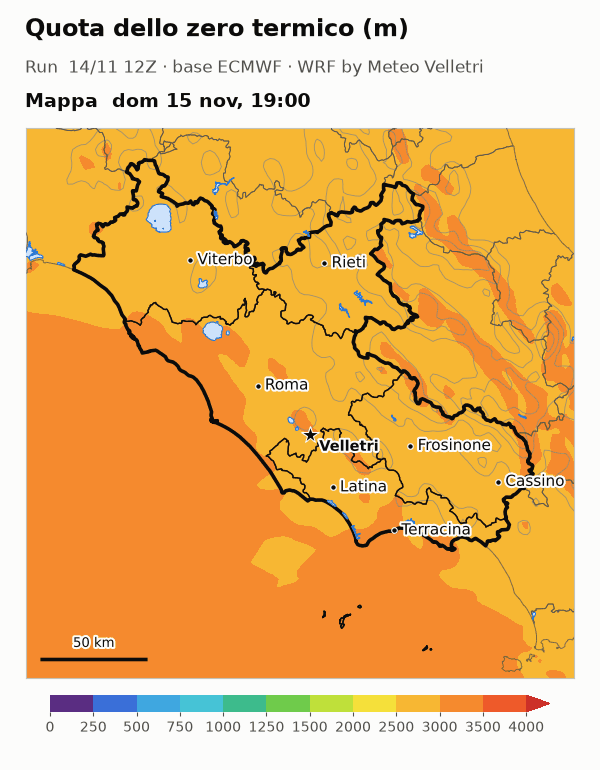 Quota dello zero termico (m)
Run  14/11 12Z · base ECMWF · WRF by Meteo Velletri
Mappa  dom 15 nov, 19:00
Viterbo
Rieti
Roma
Velletri
Frosinone
Cassino
Latina
Terracina
50 km
0 250 500 750 1000 1250 1500 2000 2500 3000 3500 4000